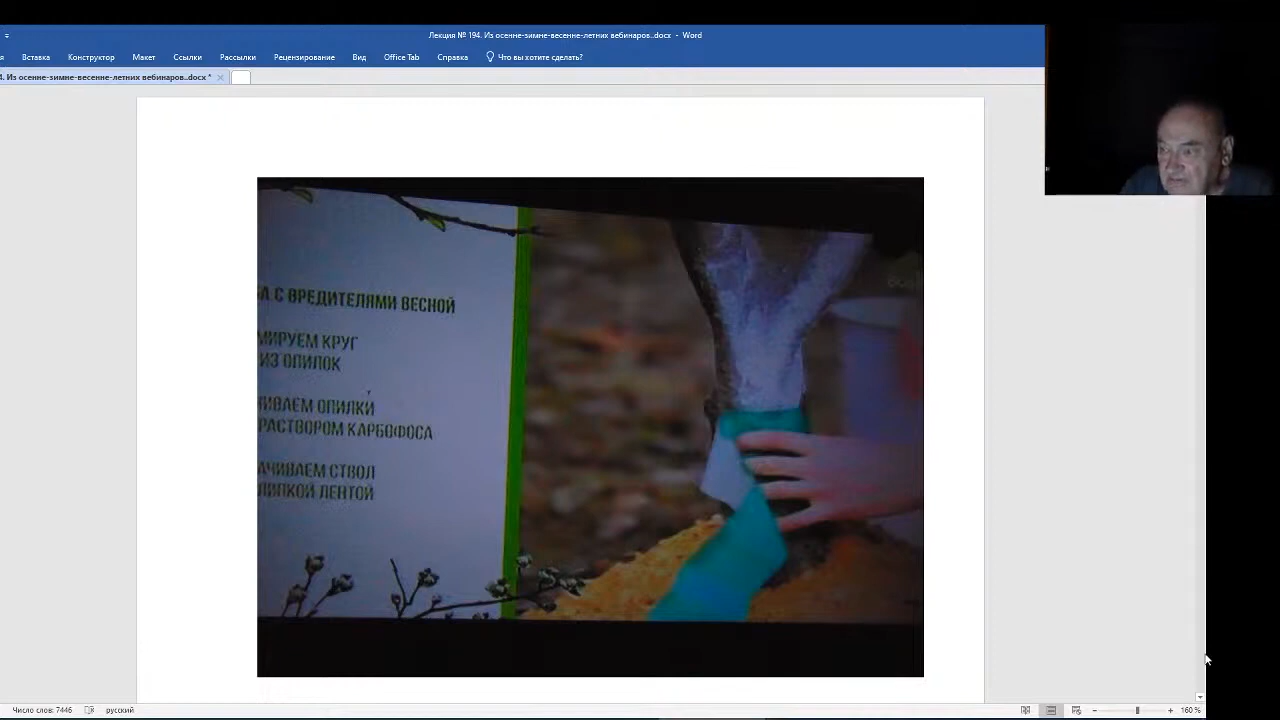 Лекция № 194. Из осенне-зимне-весенне-летних вебинаров..docx - Word
Вставка Конструктор Макет Ссылки Рассылки Рецензирование Вид Office Tab Справка Что вы хотите сделать?
4. Из осенне-зимне-весенне-летних вебинаров..docx *
БА С ВРЕДИТЕЛЯМИ ВЕСНОЙ
МИРУЕМ КРУГ
ИЗ ОПИЛОК
ЧИВАЕМ ОПИЛКИ
РАСТВОРОМ КАРБОФОСА
АЧИВАЕМ СТВОЛ
ЛИПКОЙ ЛЕНТОЙ
Число слов: 7446 русский 160 %